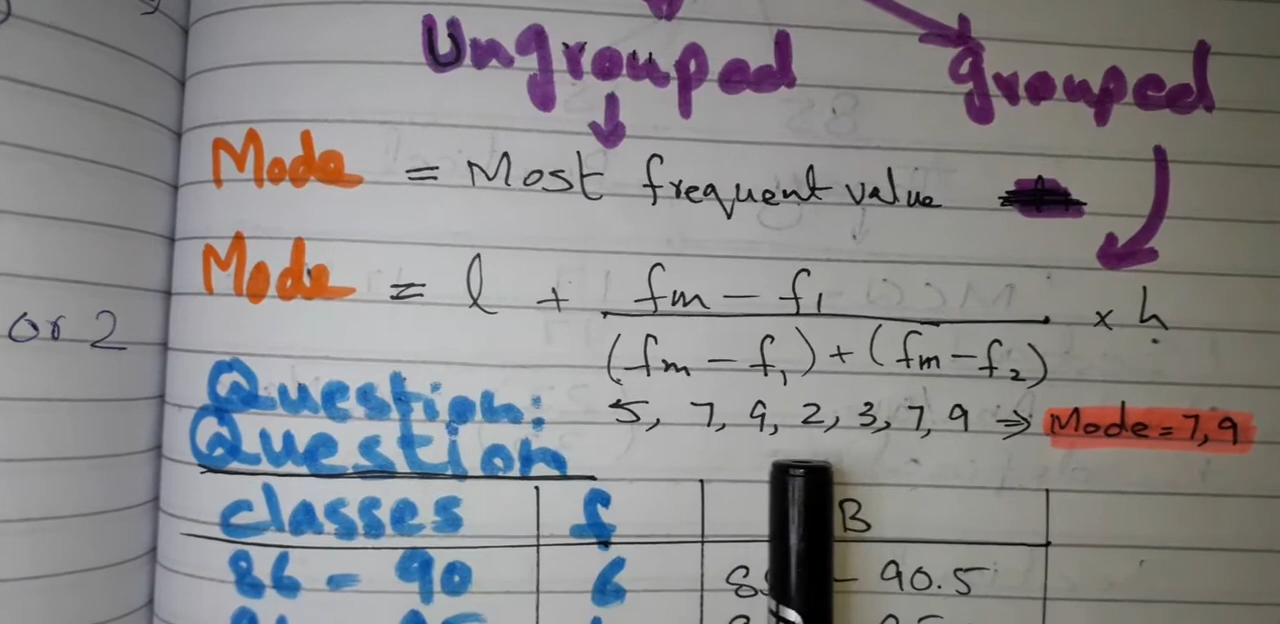 Ungrouped grouped
Mode = Most frequent value
Mode = l + fm - f₁ / (fm - f₁) + (fm - f₂) × h
or 2
Question: 5, 7, 9, 2, 3, 7, 9 ⇒ Mode = 7, 9
Question
classes f B
86 - 90 6 - 90.5